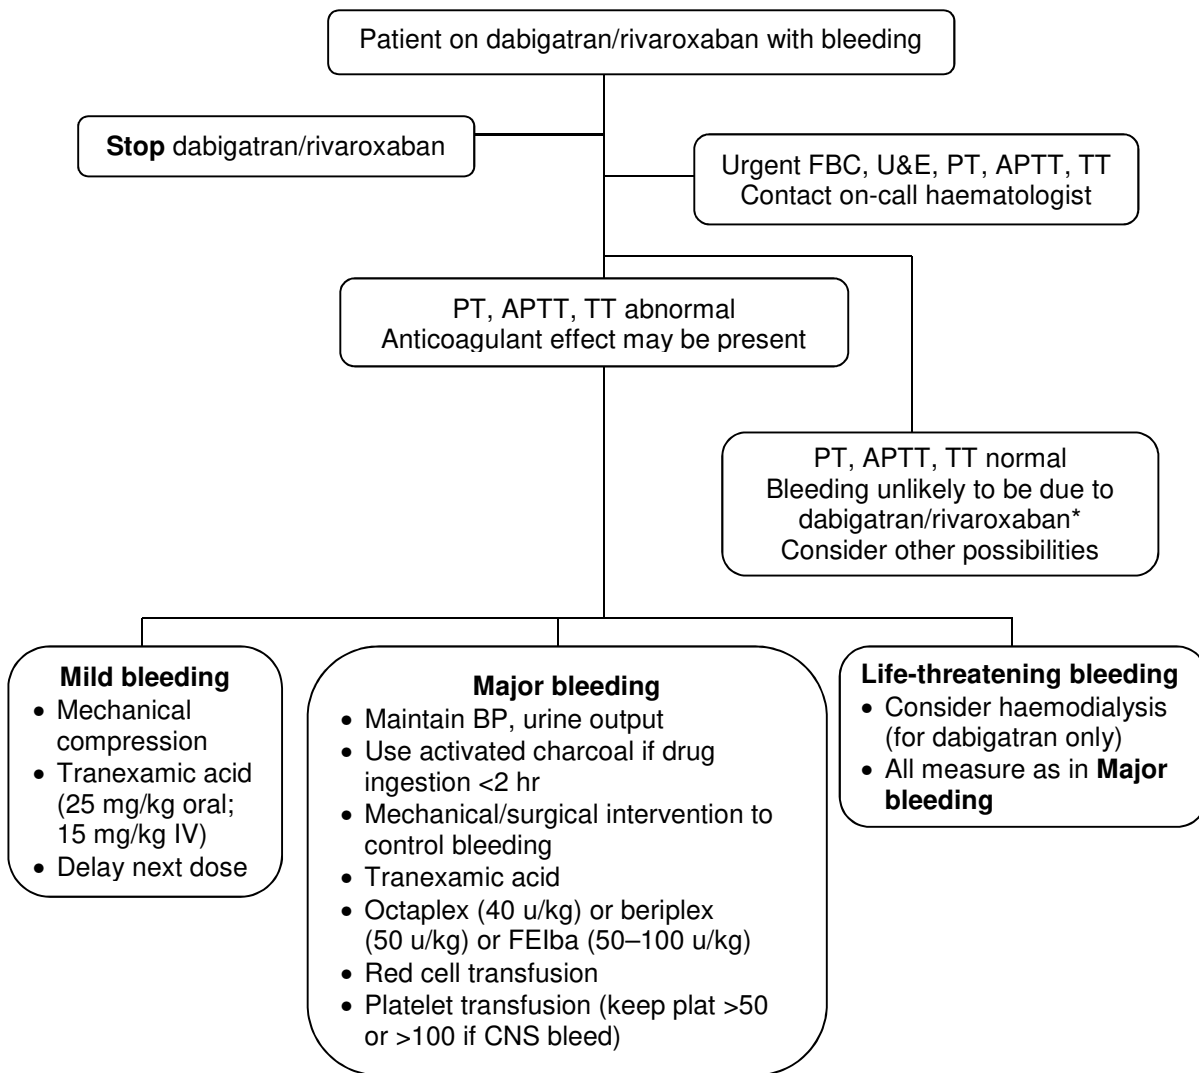 Patient on dabigatran/rivaroxaban with bleeding
Stop dabigatran/rivaroxaban
Urgent FBC, U&E, PT, APTT, TT
Contact on-call haematologist
PT, APTT, TT abnormal
Anticoagulant effect may be present
PT, APTT, TT normal
Bleeding unlikely to be due to
dabigatran/rivaroxaban*
Consider other possibilities
Mild bleeding
• Mechanical
compression
• Tranexamic acid
(25 mg/kg oral;
15 mg/kg IV)
• Delay next dose
Major bleeding
• Maintain BP, urine output
• Use activated charcoal if drug
ingestion <2 hr
• Mechanical/surgical intervention to
control bleeding
• Tranexamic acid
• Octaplex (40 u/kg) or beriplex
(50 u/kg) or FEIba (50–100 u/kg)
• Red cell transfusion
• Platelet transfusion (keep plat >50
or >100 if CNS bleed)
Life-threatening bleeding
• Consider haemodialysis
(for dabigatran only)
• All measure as in Major
bleeding